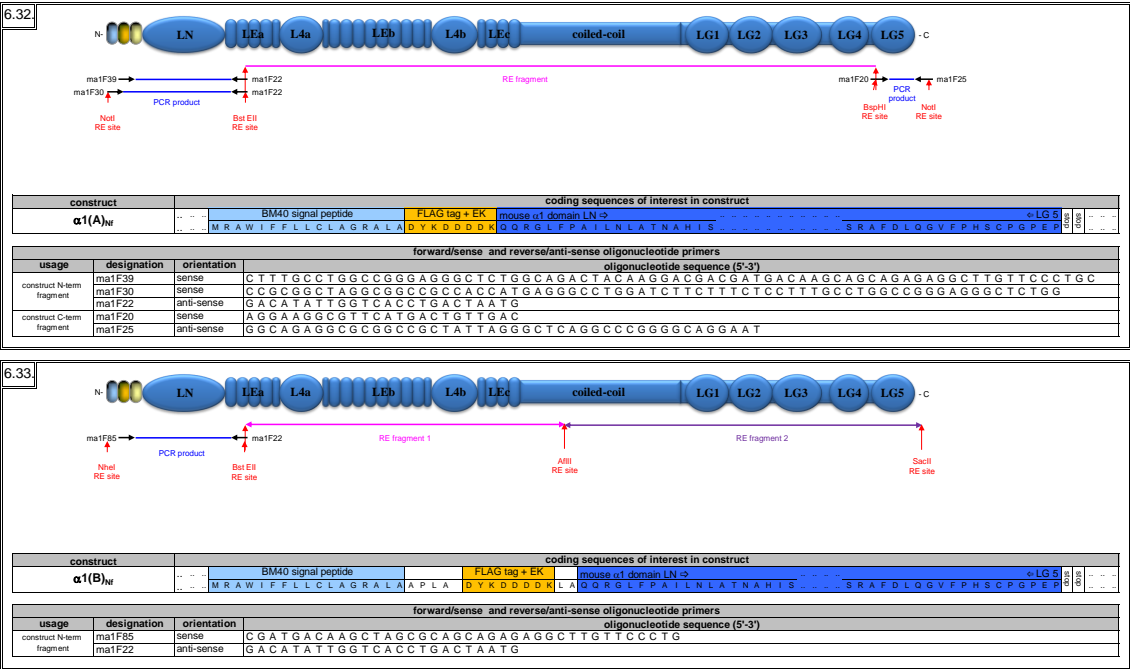 6.32.
N- LN LEa L4a LEb L4b LEc coiled-coil LG1 LG2 LG3 LG4 LG5 - C
ma1F39 ma1F22 RE fragment ma1F20 ma1F25
ma1F30 ma1F22
PCR product
PCR product
NotI RE site
Bst EII RE site
BspHI RE site
NotI RE site
construct coding sequences of interest in construct
α1(A)Nf
.. .. .. BM40 signal peptide FLAG tag + EK mouse α1 domain LN ⇨ .. .. .. .. .. .. .. .. .. .. ⇦ LG 5 stop stop .. .. ..
.. .. .. M R A W I F F L L C L A G R A L A D Y K D D D D K Q Q R G L F P A I L N L A T N A H I S .. .. .. .. .. .. .. .. .. .. S R A F D L Q G V F P H S C P G P E P .. .. ..
forward/sense and reverse/anti-sense oligonucleotide primers
usage designation orientation oligonucleotide sequence (5'-3')
construct N-term fragment
ma1F39 sense C T T T G C C T G G C C G G G A G G G C T C T G G C A G A C T A C A A G G A C G A C G A T G A C A A G C A G C A G A G A G G C T T G T T C C C T G C
ma1F30 sense C C G C G G C T A G G C G G C C G C C A C C A T G A G G G C C T G G A T C T T C T T T C T C C T T T G C C T G G C C G G G A G G G C T C T G G
ma1F22 anti-sense G A C A T A T T G G T C A C C T G A C T A A T G
construct C-term fragment
ma1F20 sense A G G A A G G C G T T C A T G A C T G T T G A C
ma1F25 anti-sense G G C A G A G G C G C G G C C G C T A T T A G G G C T C A G G C C C G G G G C A G G A A T
6.33.
N- LN LEa L4a LEb L4b LEc coiled-coil LG1 LG2 LG3 LG4 LG5 - C
ma1F85 ma1F22 RE fragment 1 RE fragment 2
PCR product
NheI RE site
Bst EII RE site
AflII RE site
SacII RE site
construct coding sequences of interest in construct
α1(B)Nf
.. .. .. BM40 signal peptide FLAG tag + EK mouse α1 domain LN ⇨ ⇦ LG 5 stop stop .. .. ..
.. .. .. M R A W I F F L L C L A G R A L A A P L A D Y K D D D D K L A Q Q R G L F P A I L N L A T N A H I S .. .. .. .. S R A F D L Q G V F P H S C P G P E P .. .. ..
forward/sense and reverse/anti-sense oligonucleotide primers
usage designation orientation oligonucleotide sequence (5'-3')
construct N-term fragment
ma1F85 sense C G A T G A C A A G C T A G C G C A G C A G A G A G G C T T G T T C C C T G
ma1F22 anti-sense G A C A T A T T G G T C A C C T G A C T A A T G